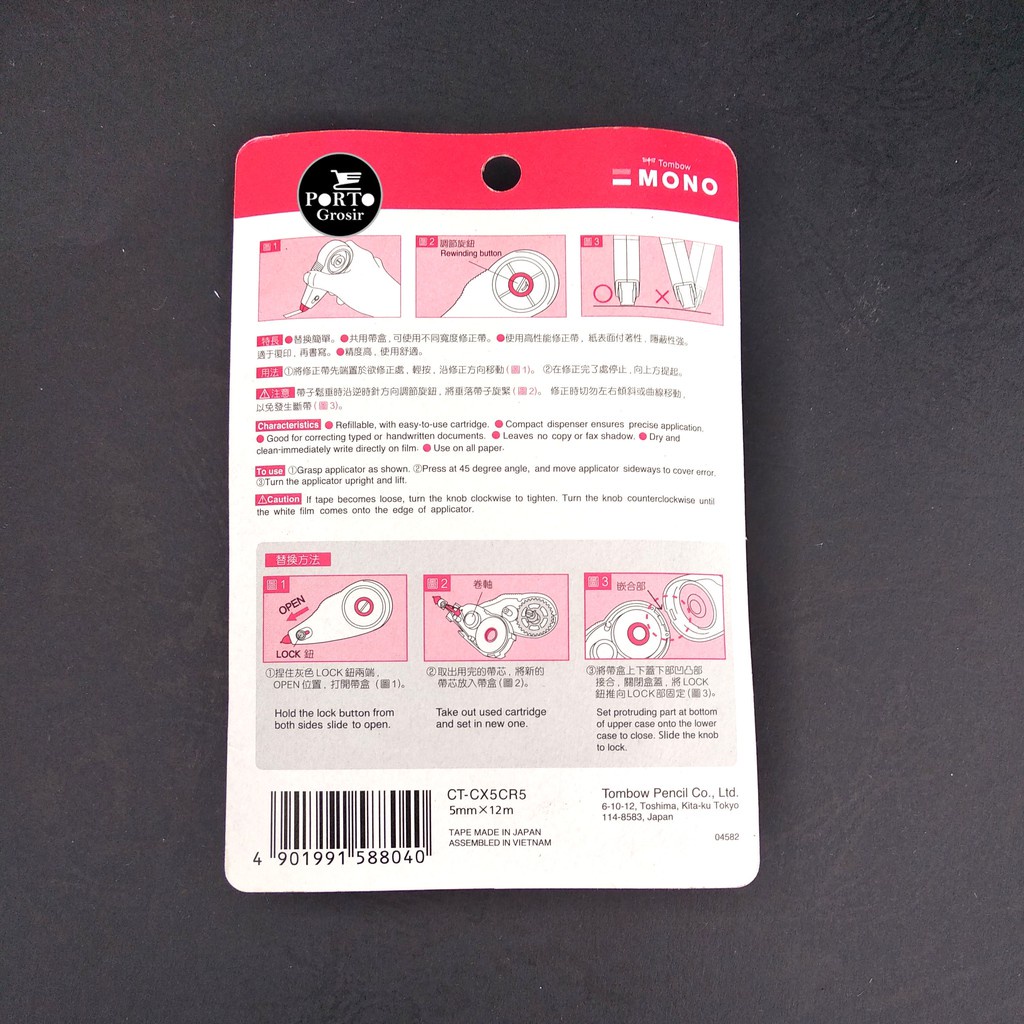 PORTO
Grosir
Tombow
MONO
圖1
圖2 調節旋鈕
Rewinding button
圖3
特長 ●替換簡單。●共用帶盒，可使用不同寬度修正帶。●使用高性能修正帶，紙表面付著性，隱蔽性強。
適于復印，再書寫。●精度高，使用舒適。
用法 ①將修正帶先端置於欲修正處，輕按，沿修正方向移動(圖1)。 ②在修正完了處停止，向上方提起。
⚠注意 帶子鬆垂時沿逆時針方向調節旋鈕，將垂落帶子旋緊(圖2)。 修正時切勿左右傾斜或曲線移動，
以免發生斷帶(圖3)。
Characteristics ● Refillable, with easy-to-use cartridge. ● Compact dispenser ensures precise application.
● Good for correcting typed or handwritten documents. ● Leaves no copy or fax shadow. ● Dry and
clean-immediately write directly on film. ● Use on all paper.
To use ①Grasp applicator as shown. ②Press at 45 degree angle, and move applicator sideways to cover error.
③Turn the applicator upright and lift.
⚠Caution If tape becomes loose, turn the knob clockwise to tighten. Turn the knob counterclockwise until
the white film comes onto the edge of applicator.
替換方法
圖1
OPEN
LOCK 鈕
圖2 卷軸
圖3 嵌合部
①捏住灰色LOCK鈕兩端，
OPEN位置，打開帶盒 (圖1)。
Hold the lock button from
both sides slide to open.
②取出用完的帶芯，將新的
帶芯放入帶盒(圖2)。
Take out used cartridge
and set in new one.
③將帶盒上下蓋下部凹凸部
接合，關閉盒蓋，將LOCK
鈕推向LOCK部固定(圖3)。
Set protruding part at bottom
of upper case onto the lower
case to close. Slide the knob
to lock.
4 901991 588040
CT-CX5CR5
5mm×12m
TAPE MADE IN JAPAN
ASSEMBLED IN VIETNAM
Tombow Pencil Co., Ltd.
6-10-12, Toshima, Kita-ku Tokyo
114-8583, Japan
04582